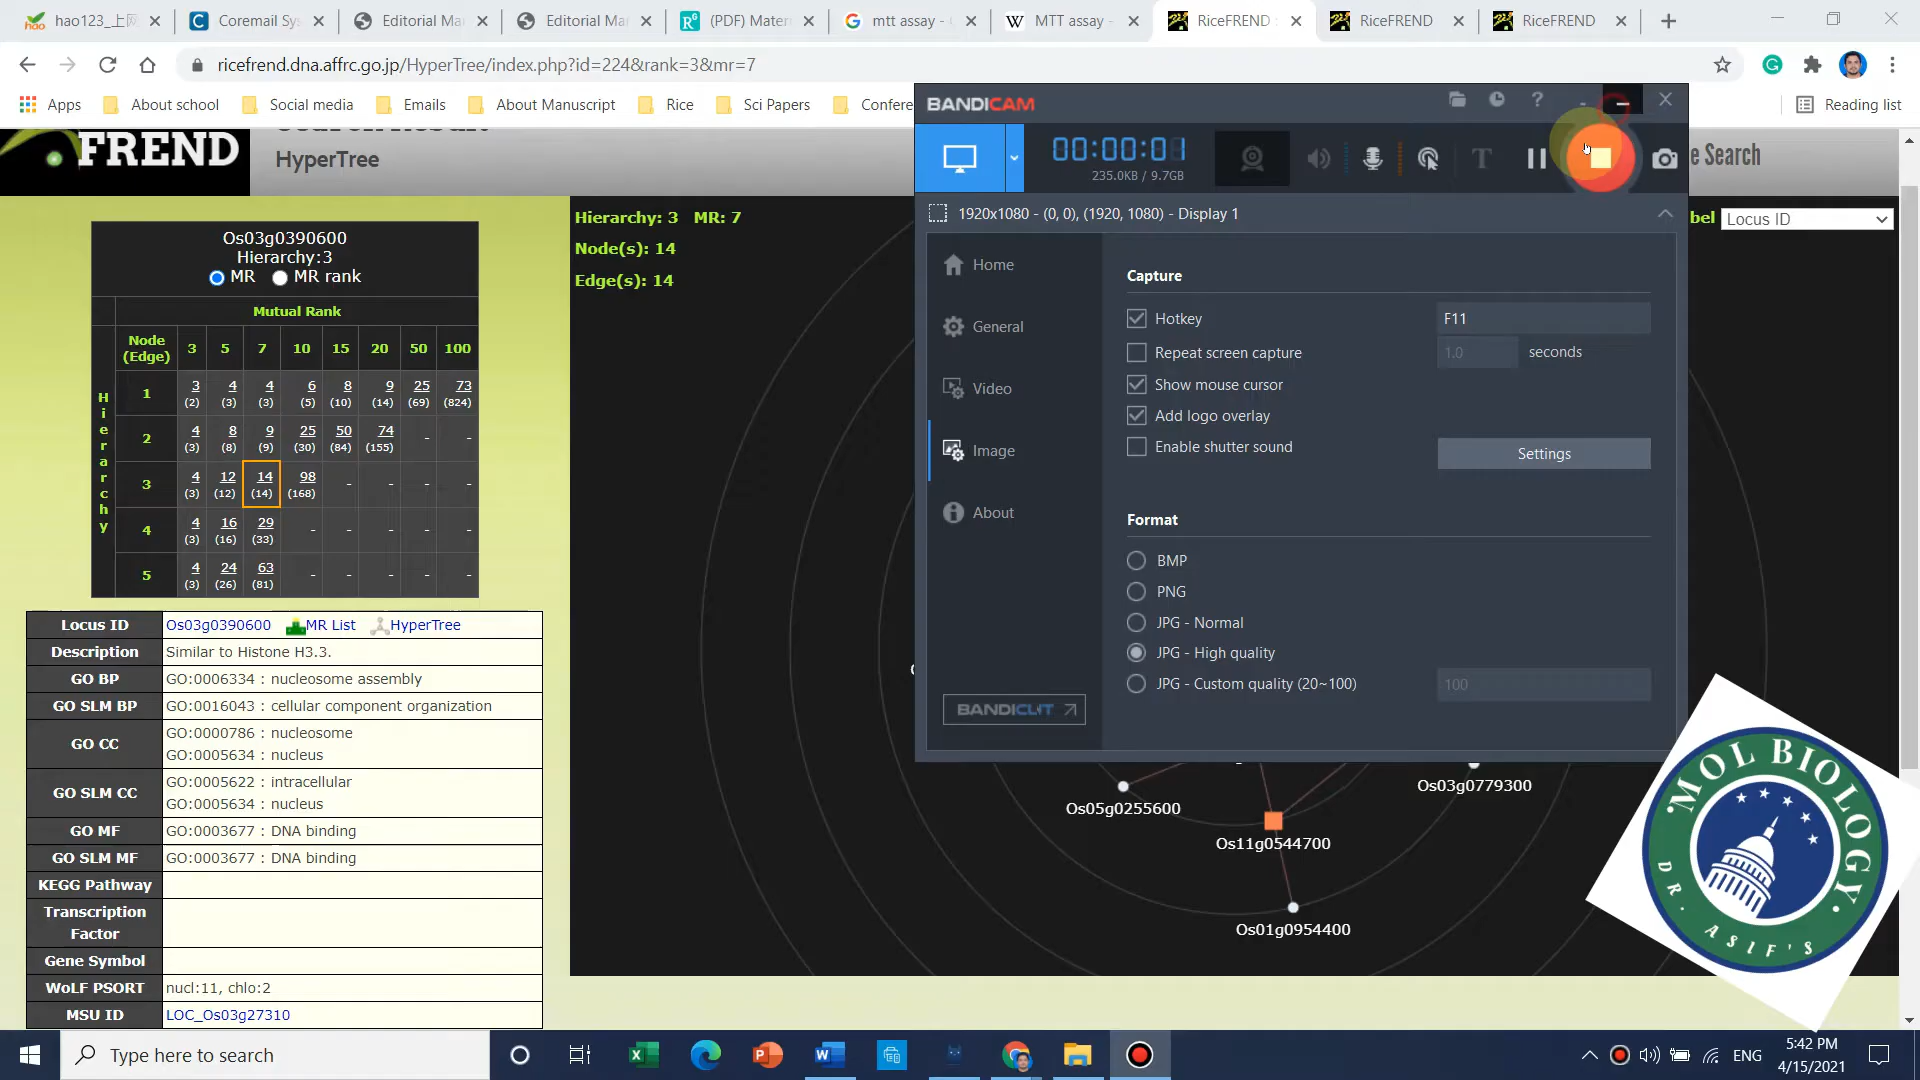 hao123_上网
Coremail Sys
Editorial Ma
Editorial Ma
(PDF) Mater
mtt assay -
MTT assay -
RiceFREND
RiceFREND
RiceFREND
ricefrend.dna.affrc.go.jp/HyperTree/index.php?id=224&rank=3&mr=7
Apps About school Social media Emails About Manuscript Rice Sci Papers Confere Reading list
FREND
HyperTree
e Search
Os03g0390600
Hierarchy:3
MR MR rank
Mutual Rank
Node (Edge) 3 5 7 10 15 20 50 100
Hierarchy
1 3 (2) 4 (3) 4 (3) 6 (5) 8 (10) 9 (14) 25 (69) 73 (824)
2 4 (3) 8 (8) 9 (9) 25 (30) 50 (84) 74 (155) - -
3 4 (3) 12 (12) 14 (14) 98 (168) - - - -
4 4 (3) 16 (16) 29 (33) - - - - -
5 4 (3) 24 (26) 63 (81) - - - - -
Locus ID Os03g0390600 MR List HyperTree
Description Similar to Histone H3.3.
GO BP GO:0006334 : nucleosome assembly
GO SLM BP GO:0016043 : cellular component organization
GO CC GO:0000786 : nucleosome
GO:0005634 : nucleus
GO SLM CC GO:0005622 : intracellular
GO:0005634 : nucleus
GO MF GO:0003677 : DNA binding
GO SLM MF GO:0003677 : DNA binding
KEGG Pathway
Transcription
Factor
Gene Symbol
WoLF PSORT nucl:11, chlo:2
MSU ID LOC_Os03g27310
Hierarchy: 3 MR: 7
Node(s): 14
Edge(s): 14
bel Locus ID
BANDICAM
00:00:01
235.0KB / 9.7GB
1920x1080 - (0, 0), (1920, 1080) - Display 1
Home
General
Video
Image
About
BANDICUT
Capture
Hotkey F11
Repeat screen capture 1.0 seconds
Show mouse cursor
Add logo overlay
Enable shutter sound
Settings
Format
BMP
PNG
JPG - Normal
JPG - High quality
JPG - Custom quality (20~100) 100
Os05g0255600
Os03g0779300
Os11g0544700
Os01g0954400
MOL BIOLOGY
DR. ASIF'S
Type here to search
ENG
5:42 PM
4/15/2021